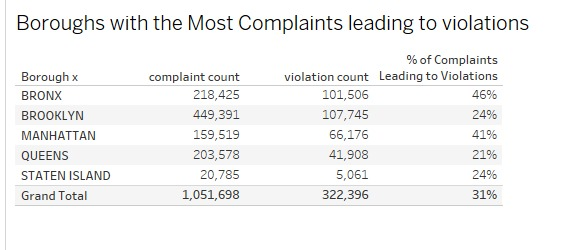 Boroughs with the Most Complaints leading to violations
% of Complaints
Borough x complaint count violation count Leading to Violations
BRONX 218,425 101,506 46%
BROOKLYN 449,391 107,745 24%
MANHATTAN 159,519 66,176 41%
QUEENS 203,578 41,908 21%
STATEN ISLAND 20,785 5,061 24%
Grand Total 1,051,698 322,396 31%